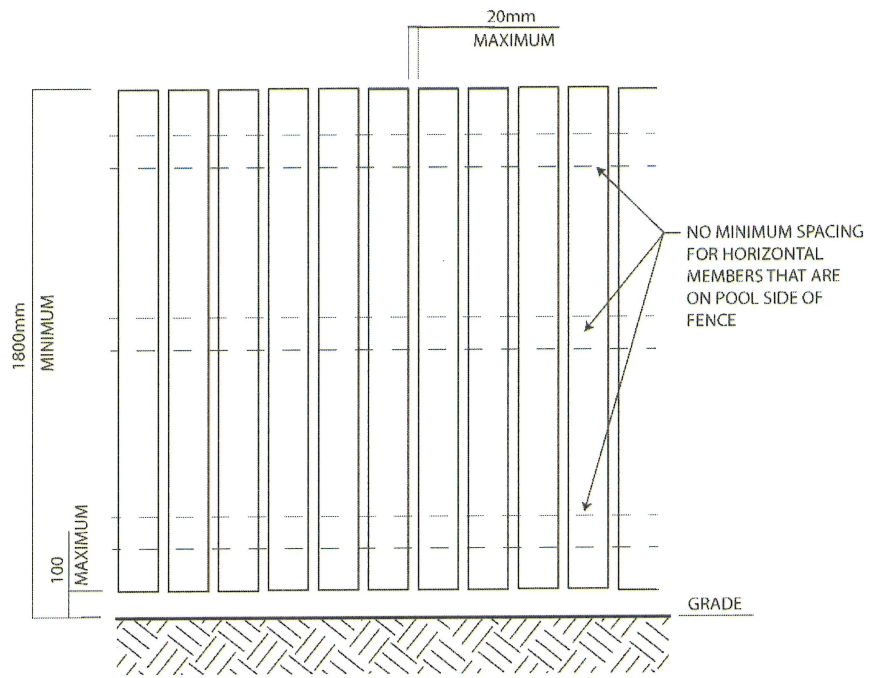 20mm
MAXIMUM
1800mm
MINIMUM
NO MINIMUM SPACING
FOR HORIZONTAL
MEMBERS THAT ARE
ON POOL SIDE OF
FENCE
100
MAXIMUM
GRADE